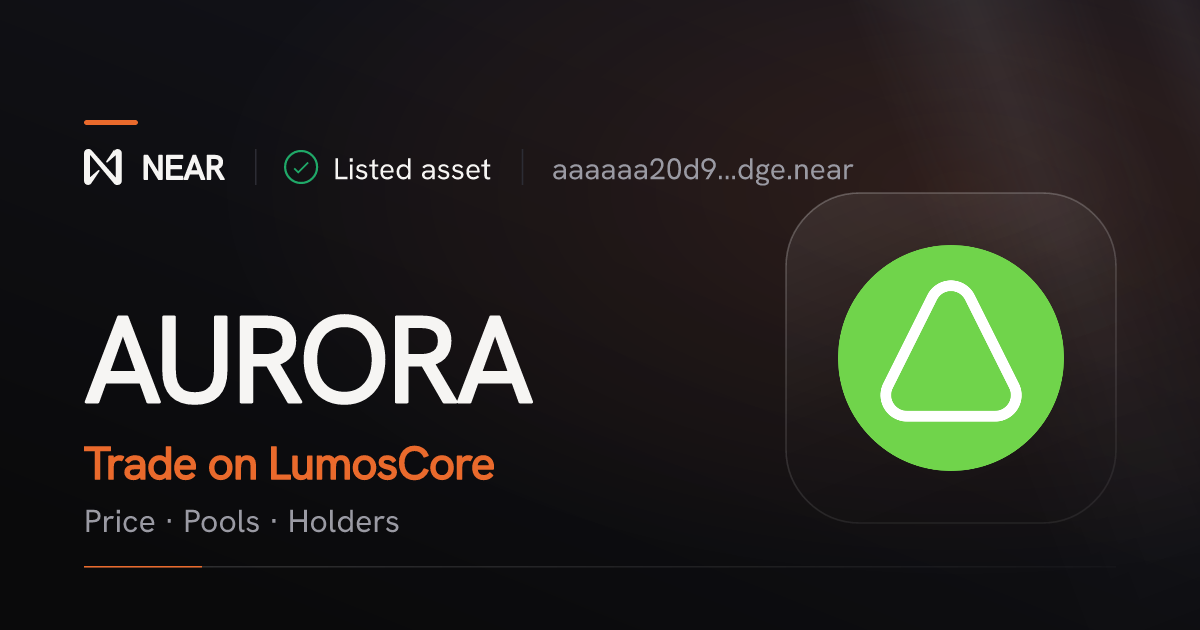 NEAR Listed asset aaaaaa20d9...dge.near
AURORA
Trade on LumosCore
Price · Pools · Holders